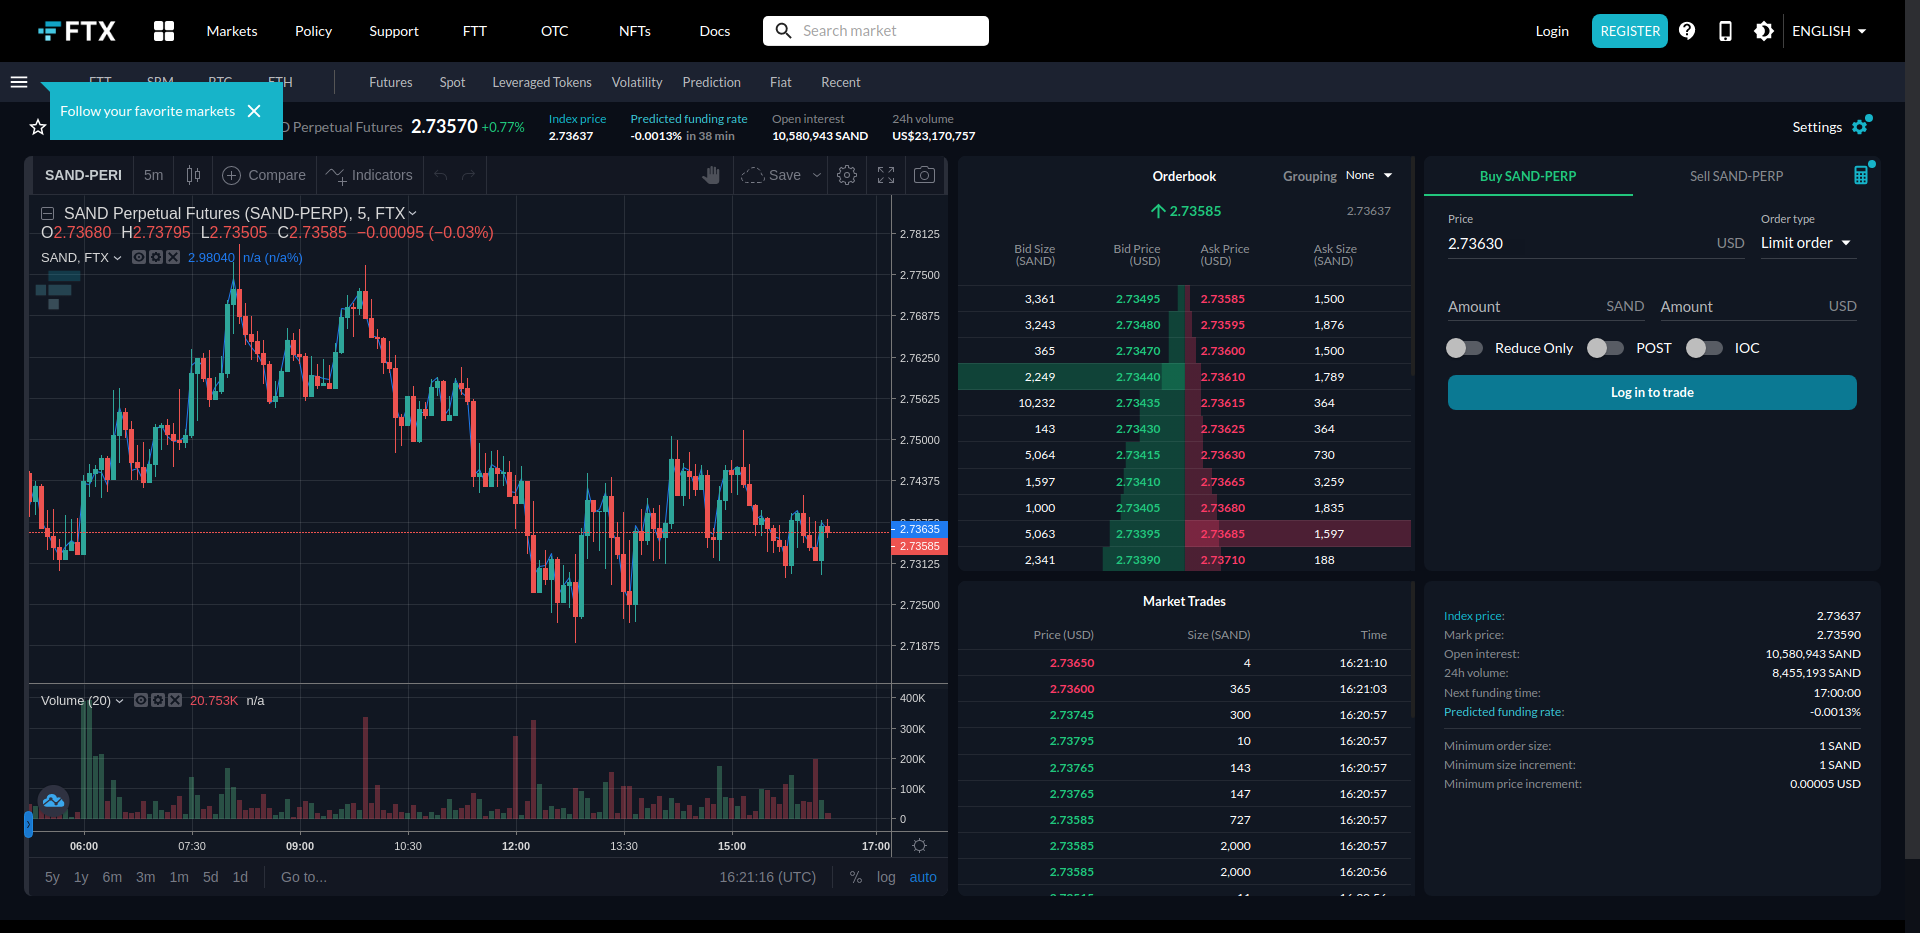 FTX
Markets
Policy
Support
FTT
OTC
NFTs
Docs
Search market
Login
REGISTER
ENGLISH
Futures
Spot
Leveraged Tokens
Volatility
Prediction
Fiat
Recent
Follow your favorite markets
Perpetual Futures
2.73570
+0.77%
Index price
2.73637
Predicted funding rate
-0.0013% in 38 min
Open interest
10,580,943 SAND
24h volume
US$23,170,757
Settings
SAND-PERI
5m
Compare
Indicators
Save
SAND Perpetual Futures (SAND-PERP), 5, FTX
O2.73680 H2.73795 L2.73505 C2.73585 −0.00095 (−0.03%)
SAND, FTX
2.98040 n/a (n/a%)
2.78125
2.77500
2.76875
2.76250
2.75625
2.75000
2.74375
2.73635
2.73585
2.73125
2.72500
2.71875
Volume (20)
20.753K n/a
400K
300K
200K
100K
0
06:00 07:30 09:00 10:30 12:00 13:30 15:00 17:00
5y 1y 6m 3m 1m 5d 1d Go to...
16:21:16 (UTC) % log auto
Orderbook
Grouping None
2.73585
2.73637
Bid Size (SAND) Bid Price (USD) Ask Price (USD) Ask Size (SAND)
3,361 2.73495 2.73585 1,500
3,243 2.73480 2.73595 1,876
365 2.73470 2.73600 1,500
2,249 2.73440 2.73610 1,789
10,232 2.73435 2.73615 364
143 2.73430 2.73625 364
5,064 2.73415 2.73630 730
1,597 2.73410 2.73665 3,259
1,000 2.73405 2.73680 1,835
5,063 2.73395 2.73685 1,597
2,341 2.73390 2.73710 188
Market Trades
Price (USD) Size (SAND) Time
2.73650 4 16:21:10
2.73600 365 16:21:03
2.73745 300 16:20:57
2.73795 10 16:20:57
2.73765 143 16:20:57
2.73765 147 16:20:57
2.73585 727 16:20:57
2.73585 2,000 16:20:57
2.73585 2,000 16:20:56
Buy SAND-PERP
Sell SAND-PERP
Price
2.73630 USD
Order type
Limit order
Amount SAND
Amount USD
Reduce Only
POST
IOC
Log in to trade
Index price: 2.73637
Mark price: 2.73590
Open interest: 10,580,943 SAND
24h volume: 8,455,193 SAND
Next funding time: 17:00:00
Predicted funding rate: -0.0013%
Minimum order size: 1 SAND
Minimum size increment: 1 SAND
Minimum price increment: 0.00005 USD